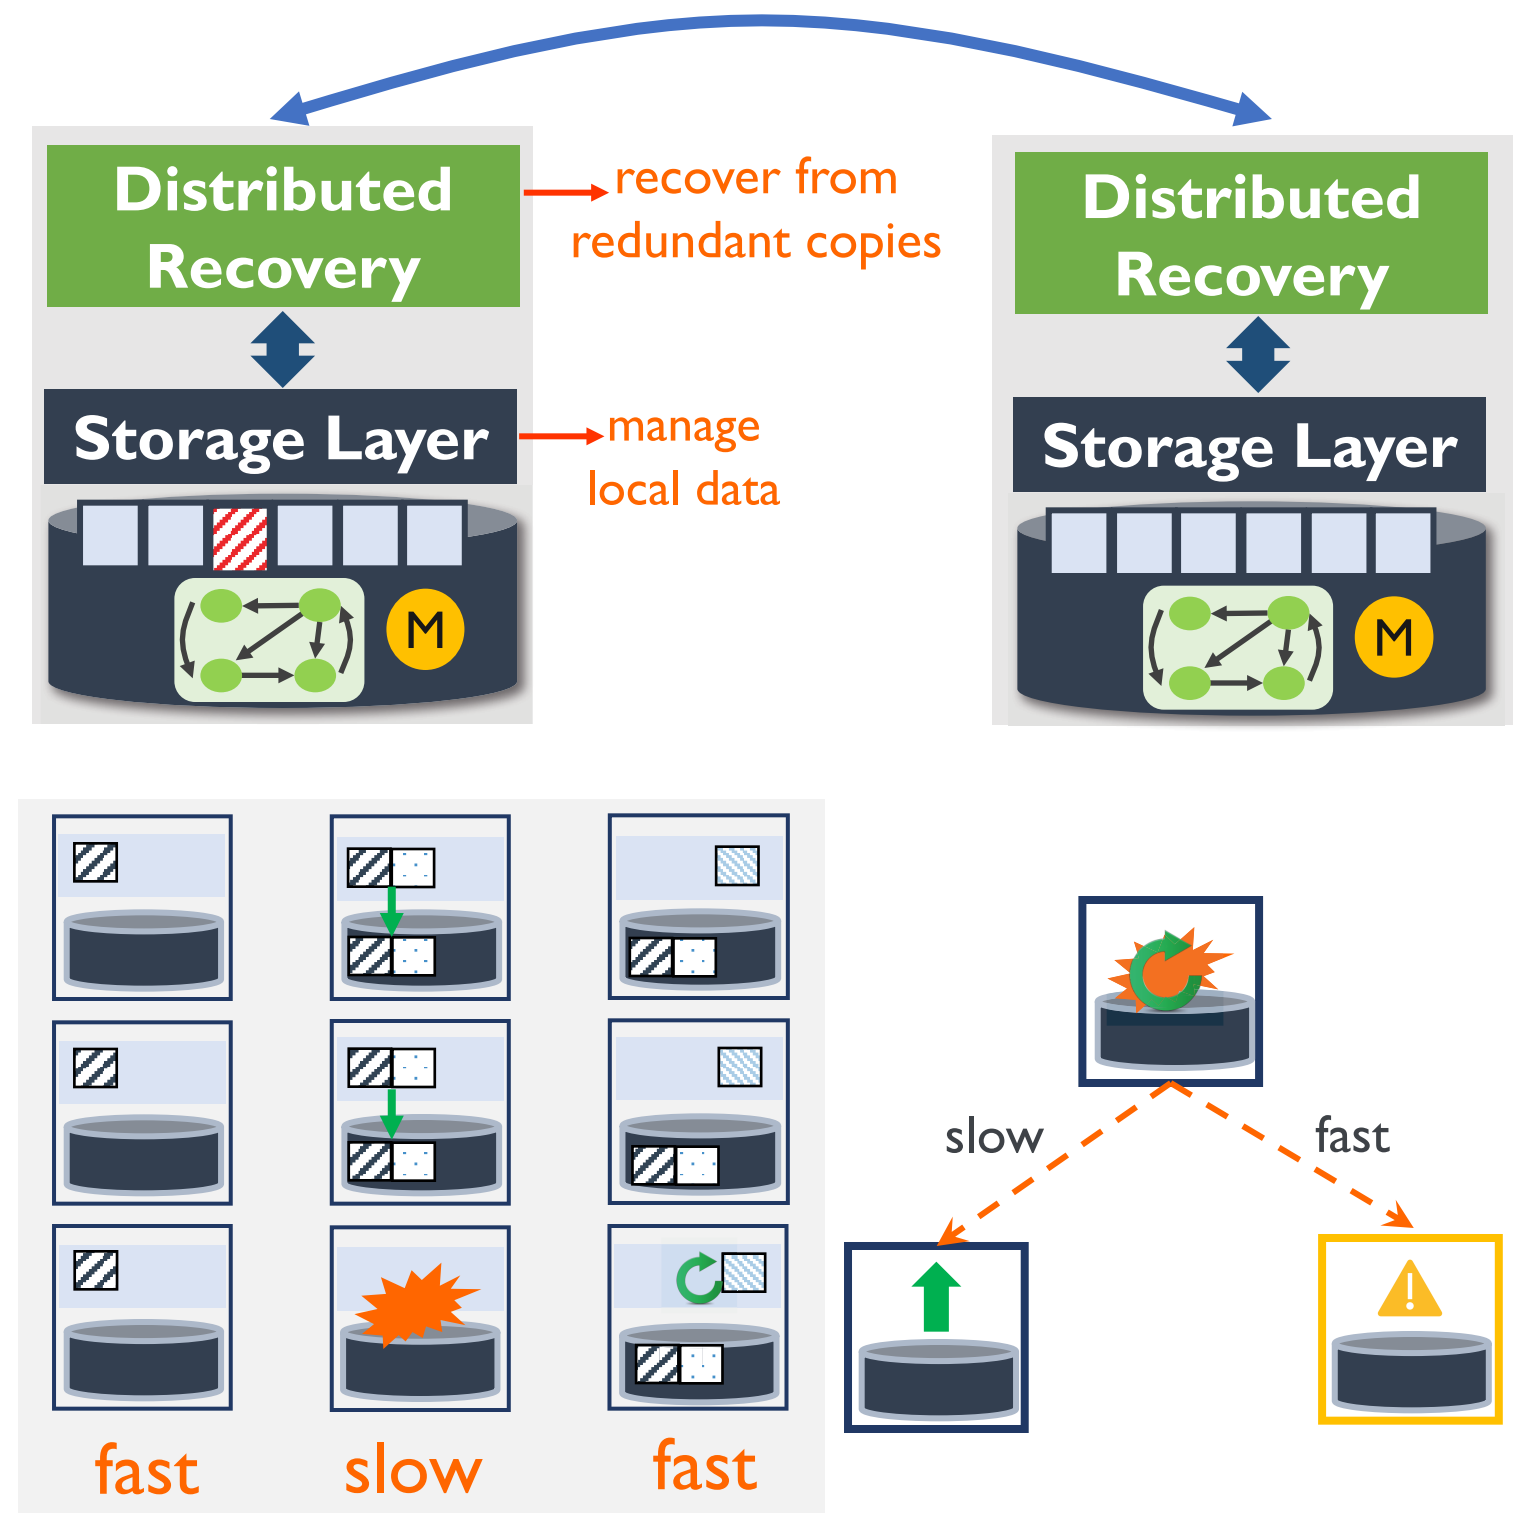 Distributed
Recovery
recover from
redundant copies
Distributed
Recovery
Storage Layer
manage
local data
Storage Layer
M
M
slow
fast
fast
slow
fast